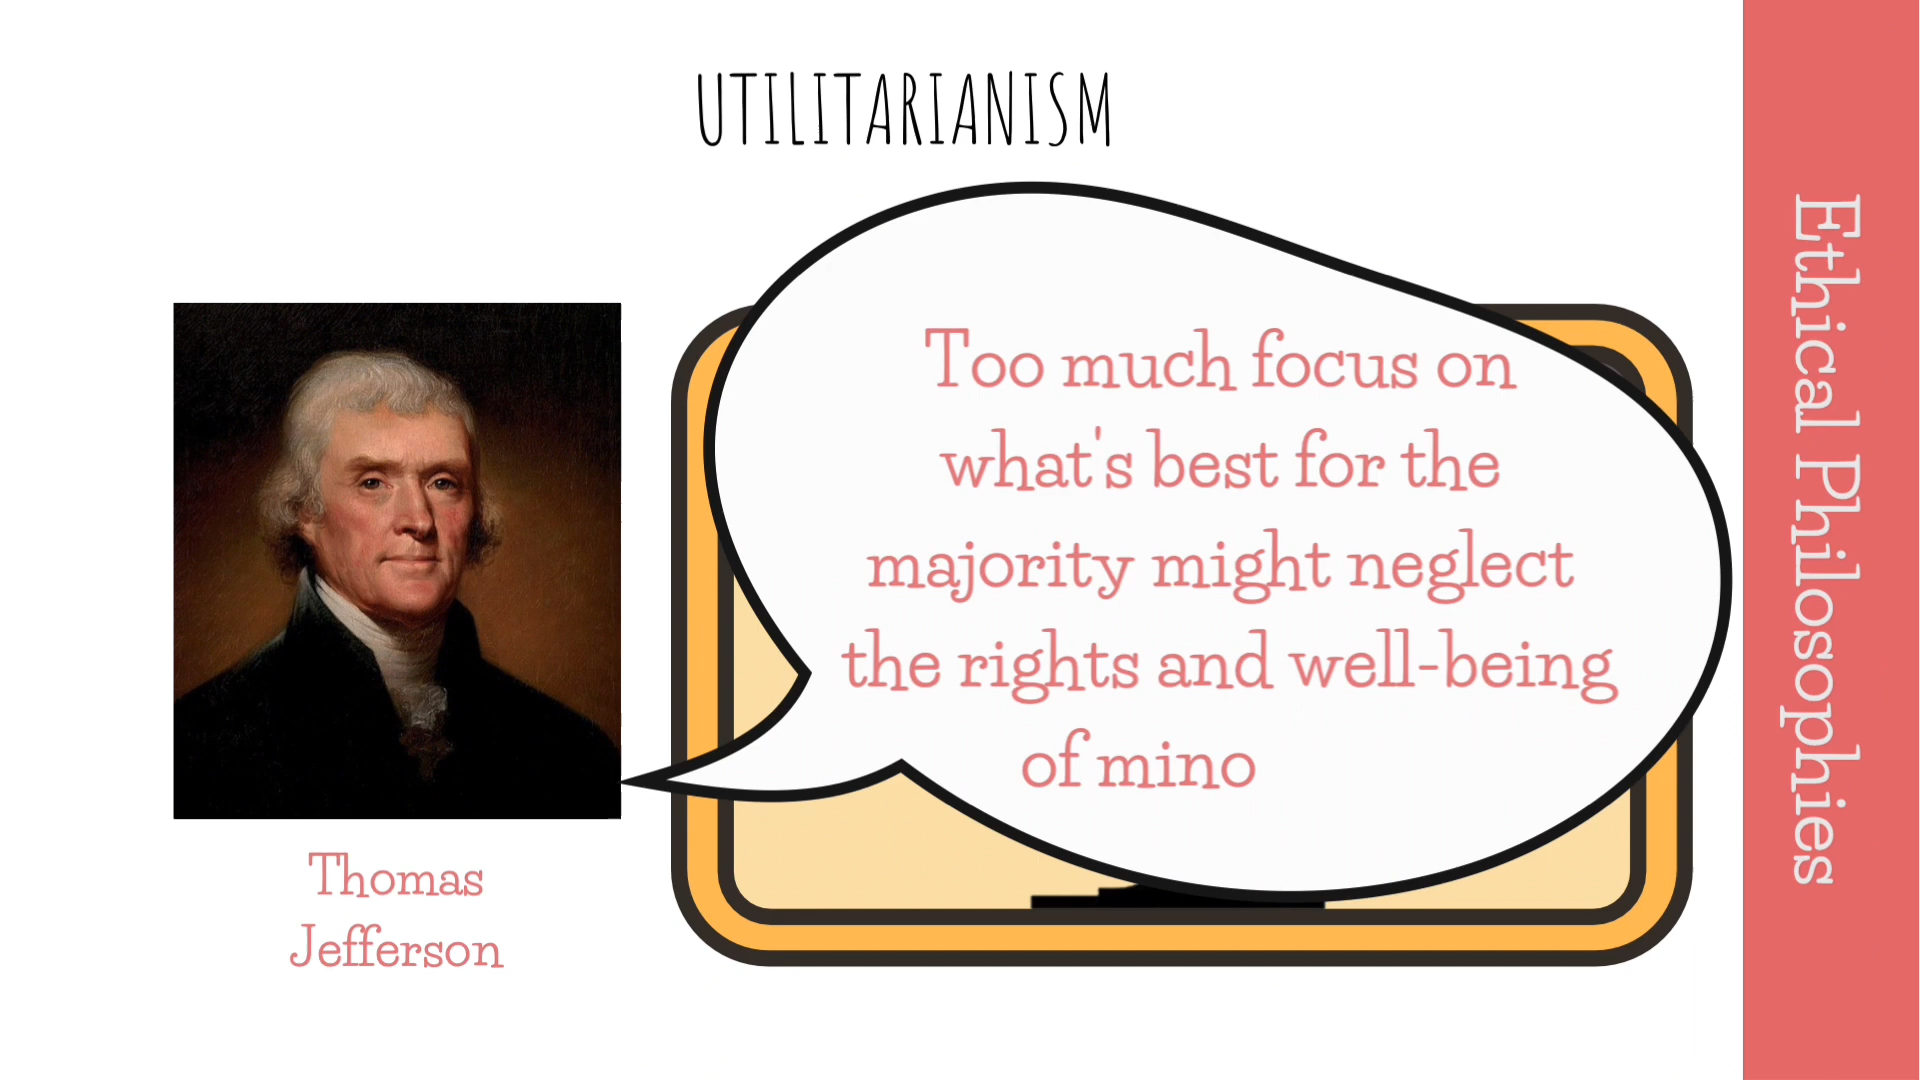 UTILITARIANISM
Too much focus on
what's best for the
majority might neglect
the rights and well-being
of mino
Thomas
Jefferson
Ethical Philosophies